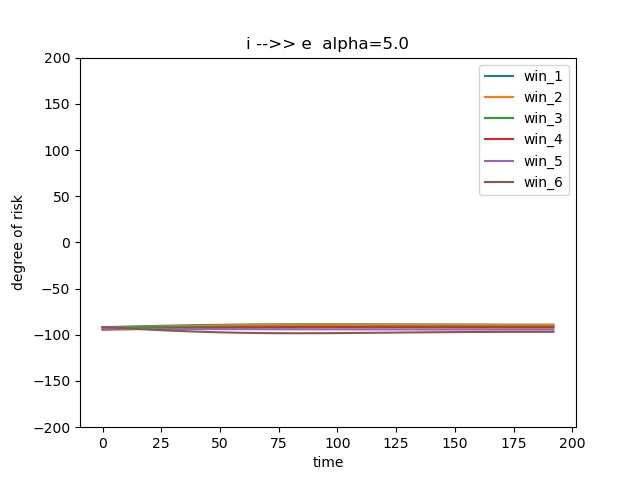 i -->> e  alpha=5.0
200
150
100
50
0
−50
−100
−150
−200
degree of risk
win_1
win_2
win_3
win_4
win_5
win_6
0 25 50 75 100 125 150 175 200
time